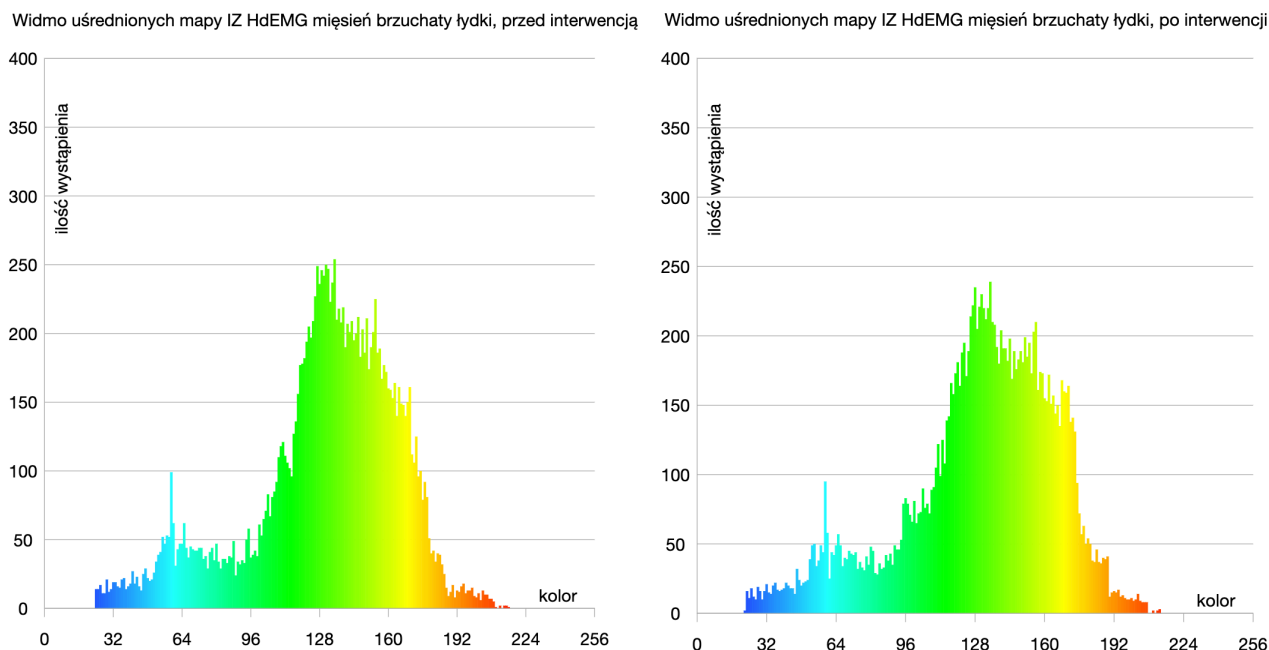 Widmo uśrednionych mapy IZ HdEMG mięsień brzuchaty łydki, przed interwencją
400
350
300
250
200
150
100
50
0
ilość wystąpienia
kolor
0 32 64 96 128 160 192 224 256
Widmo uśrednionych mapy IZ HdEMG mięsień brzuchaty łydki, po interwencji
400
350
300
250
200
150
100
50
0
ilość wystąpienia
kolor
0 32 64 96 128 160 192 224 256